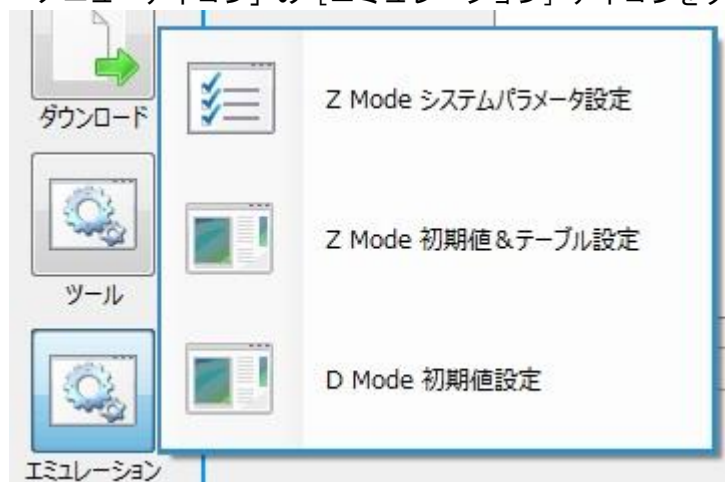 ダウンロード
Z Mode システムパラメータ設定
Z Mode 初期値&テーブル設定
ツール
D Mode 初期値設定
エミュレーション